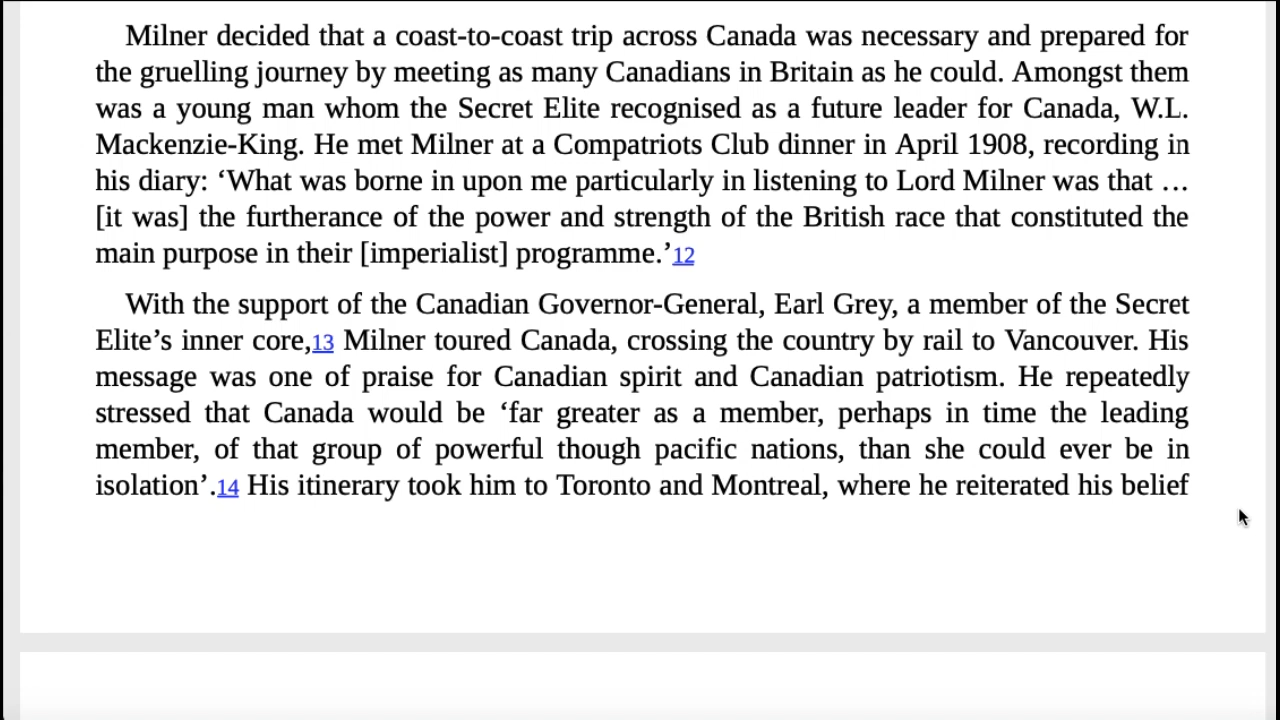 Milner decided that a coast-to-coast trip across Canada was necessary and prepared for
the gruelling journey by meeting as many Canadians in Britain as he could. Amongst them
was a young man whom the Secret Elite recognised as a future leader for Canada, W.L.
Mackenzie-King. He met Milner at a Compatriots Club dinner in April 1908, recording in
his diary: ‘What was borne in upon me particularly in listening to Lord Milner was that …
[it was] the furtherance of the power and strength of the British race that constituted the
main purpose in their [imperialist] programme.’12
With the support of the Canadian Governor-General, Earl Grey, a member of the Secret
Elite’s inner core,13 Milner toured Canada, crossing the country by rail to Vancouver. His
message was one of praise for Canadian spirit and Canadian patriotism. He repeatedly
stressed that Canada would be ‘far greater as a member, perhaps in time the leading
member, of that group of powerful though pacific nations, than she could ever be in
isolation’.14 His itinerary took him to Toronto and Montreal, where he reiterated his belief